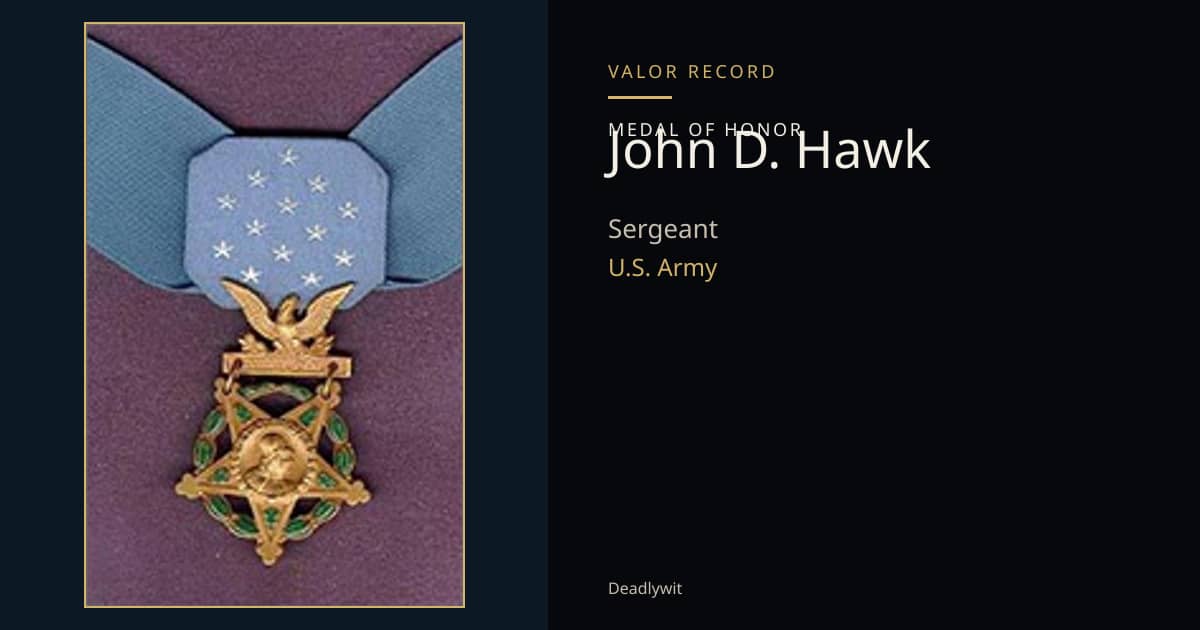 VALOR RECORD
MEDAL OF HONOR
John D. Hawk
Sergeant
U.S. Army
Deadlywit